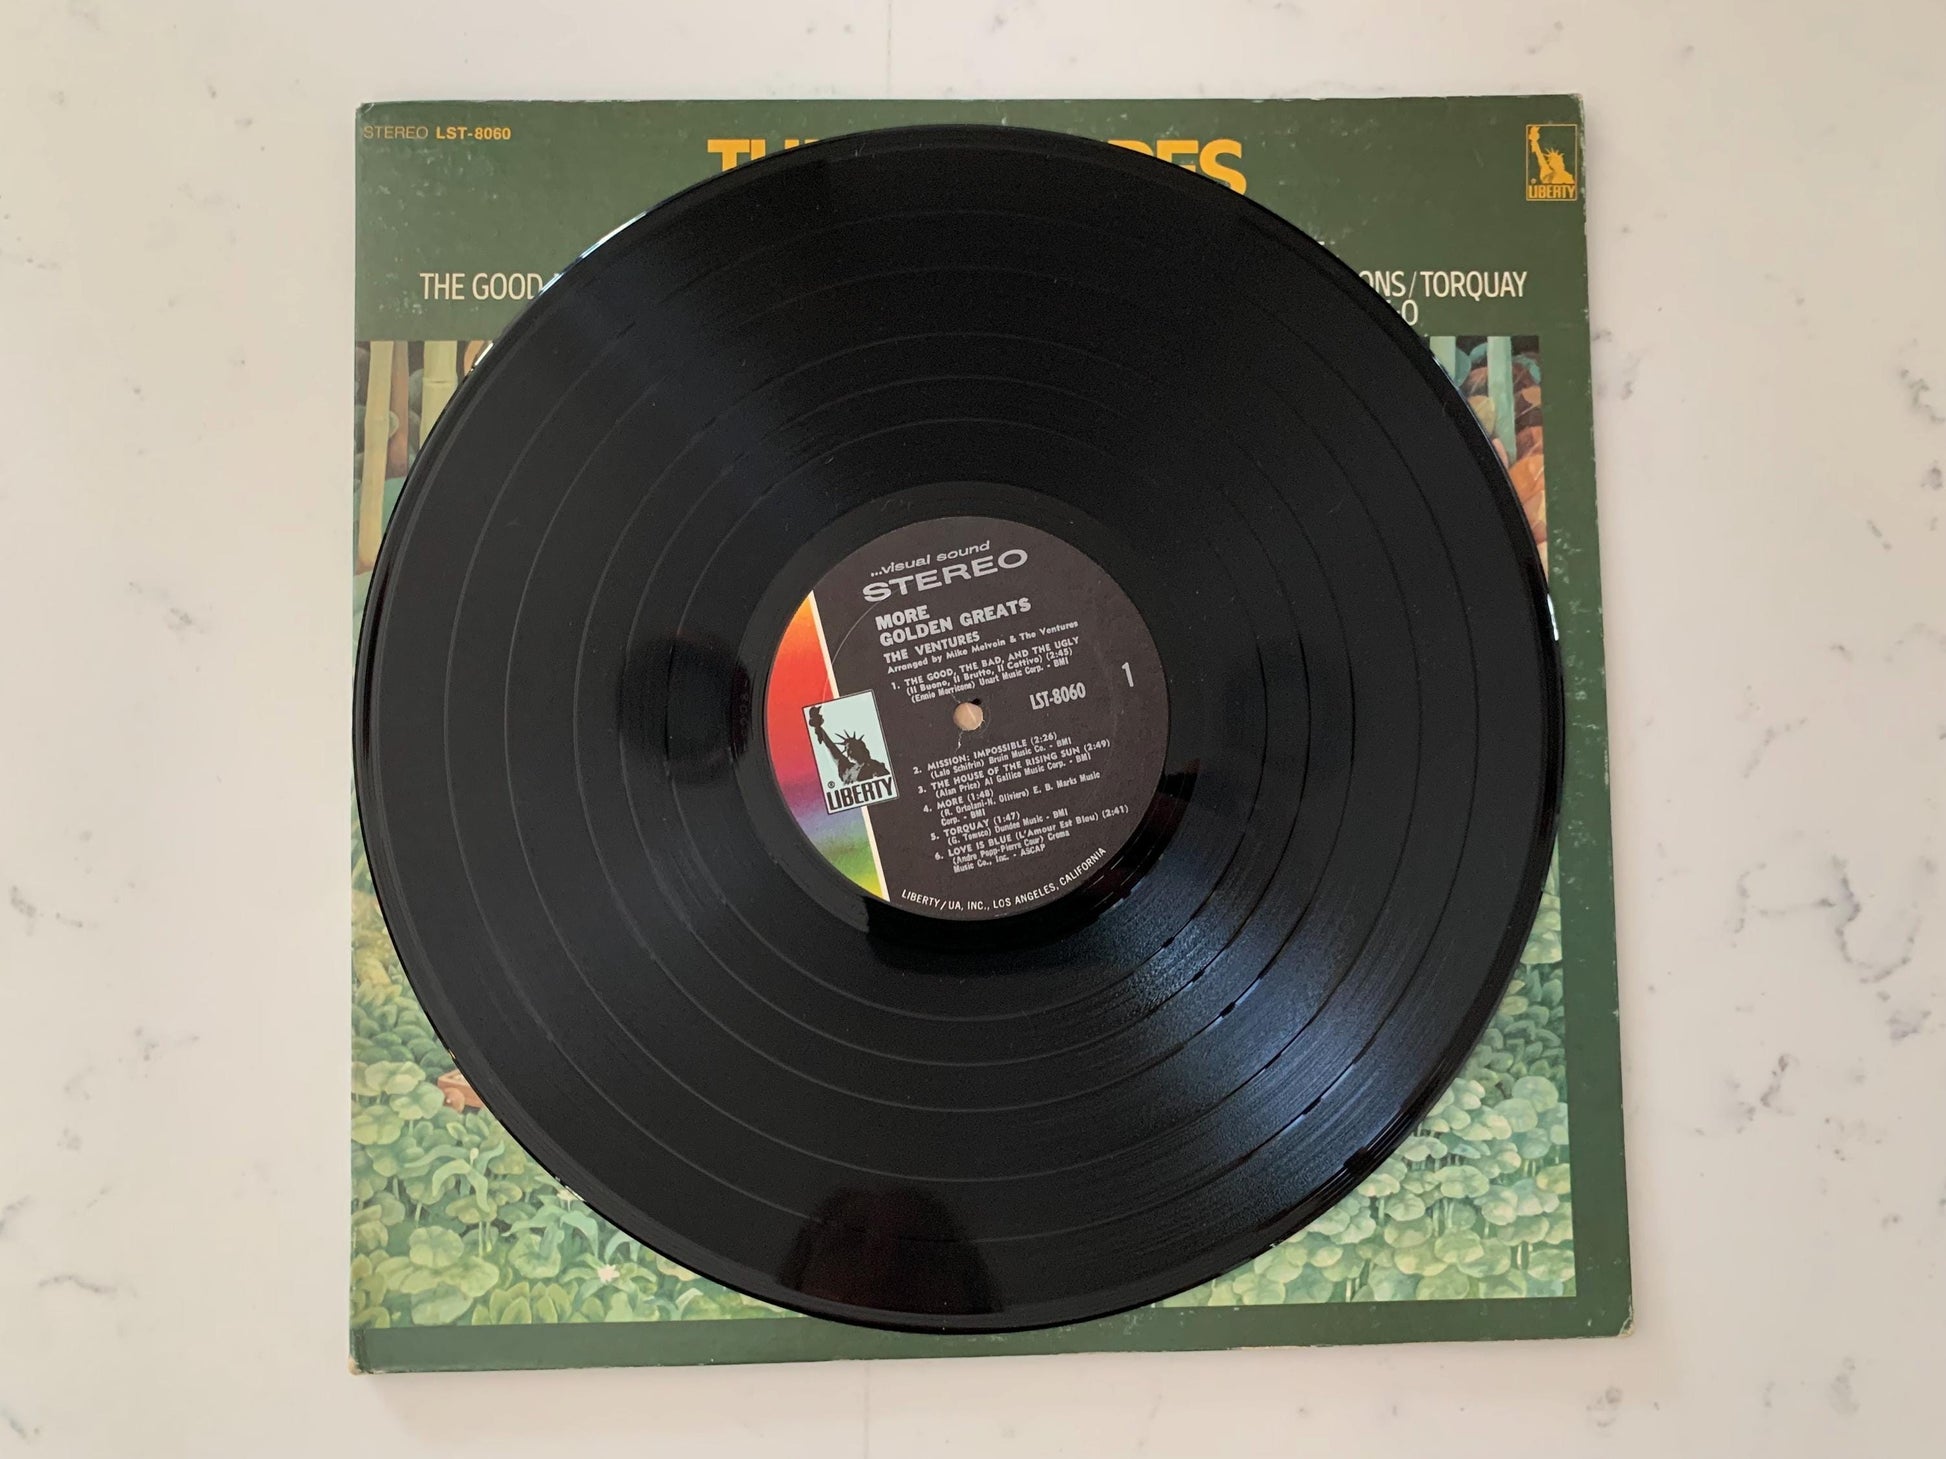 STEREO LST-8060
LIBERTY
THE GOOD
ONS/TORQUAY
...visual sound
STEREO
MORE
GOLDEN GREATS
THE VENTURES
Arranged by Mike Melvoin & The Ventures
1. THE GOOD, THE BAD, AND THE UGLY
(Il Buono, Il Brutto, Il Cattivo) (2:45)
(Ennio Morricone) Unart Music Corp. - BMI
LST-8060
1
2. MISSION: IMPOSSIBLE (2:26)
(Lalo Schifrin) Bruin Music Co. - BMI
3. THE HOUSE OF THE RISING SUN (2:49)
(Alan Price) Al Gallico Music Corp. - BMI
4. MORE (1:48)
(R. Ortolani-N. Oliviero) E. B. Marks Music
Corp. - BMI
5. TORQUAY (1:47)
(G. Tomsco) Dundee Music - BMI
6. LOVE IS BLUE (L'Amour Est Bleu) (2:41)
(Andre Popp-Pierre Cour) Croma
Music Co., Inc. - ASCAP
® LIBERTY
LIBERTY/UA, INC., LOS ANGELES, CALIFORNIA